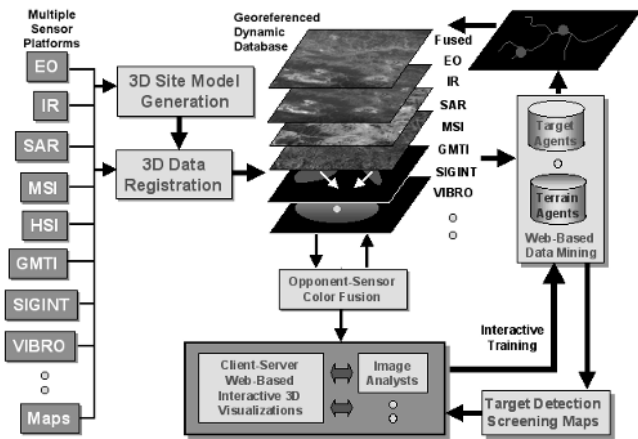 Multiple
Sensor
Platforms
EO
IR
SAR
MSI
HSI
GMTI
SIGINT
VIBRO
Maps
3D Site Model
Generation
3D Data
Registration
Georeferenced
Dynamic
Database
Fused
EO
IR
SAR
MSI
GMTI
SIGINT
VIBRO
Target
Agents
Terrain
Agents
Web-Based
Data Mining
Opponent-Sensor
Color Fusion
Interactive
Training
Client-Server
Web-Based
Interactive 3D
Visualizations
Image
Analysts
Target Detection
Screening Maps